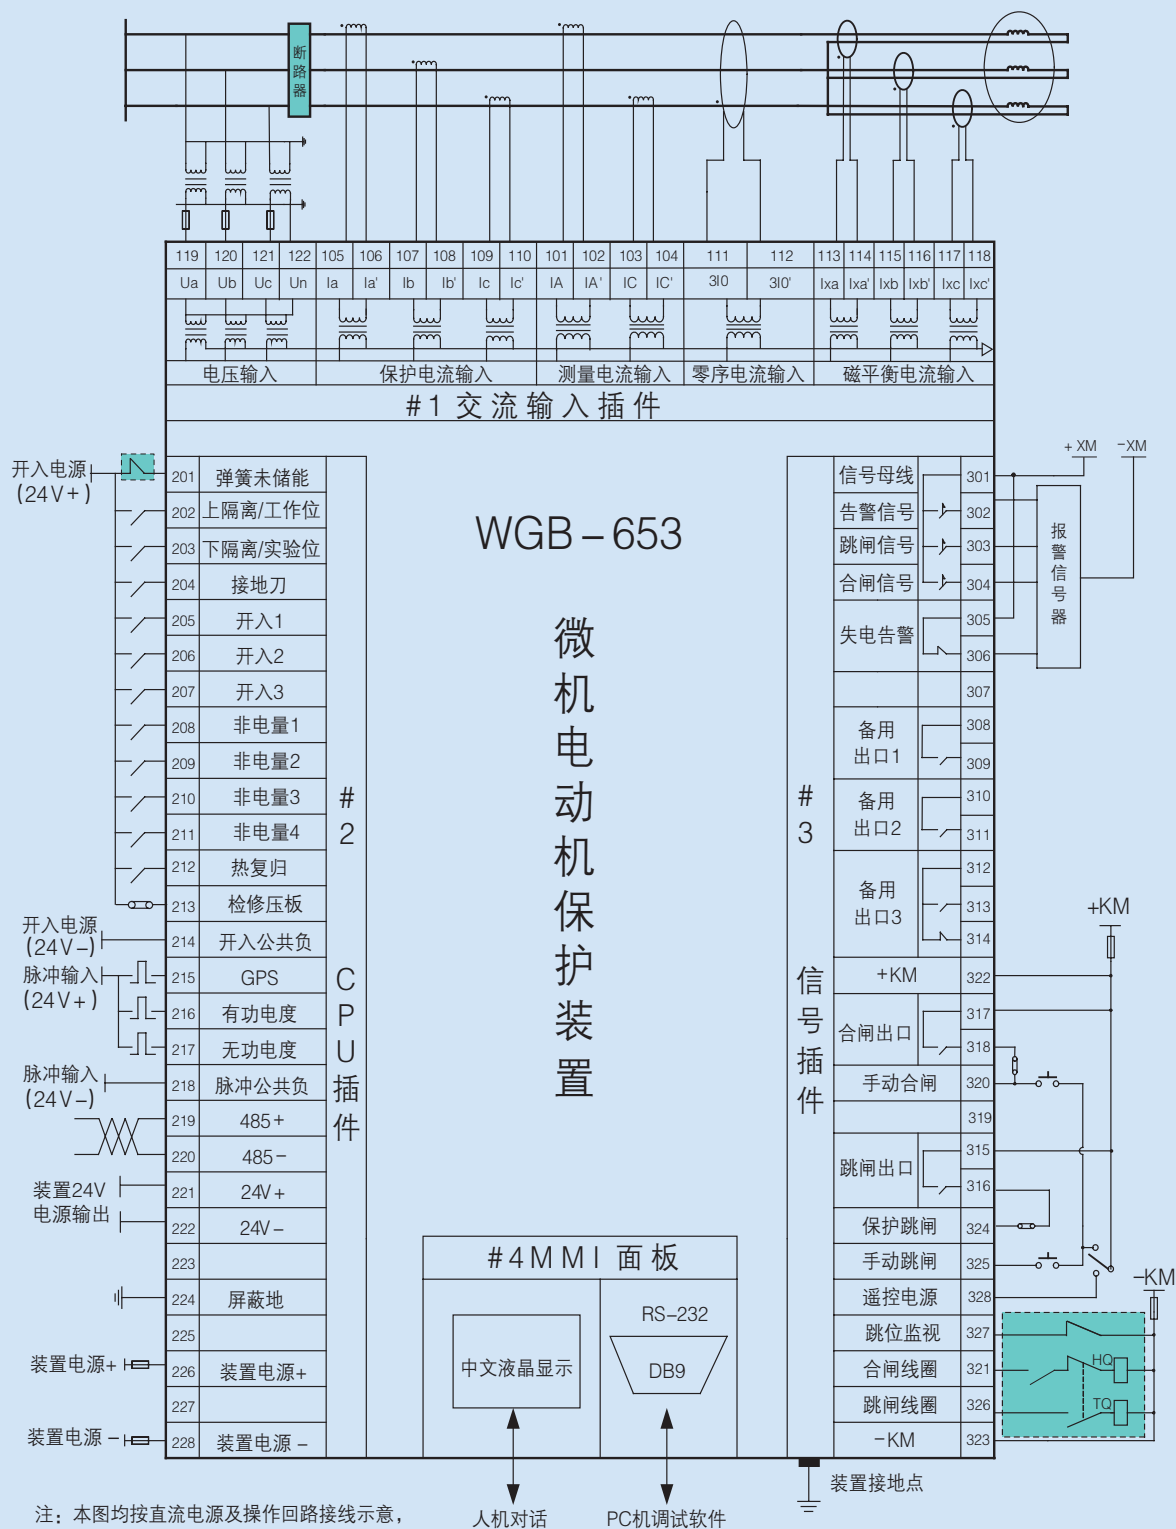 断路器
119 120 121 122 105 106 107 108 109 110 101 102 103 104 111 112 113 114 115 116 117 118
Ua Ub Uc Un Ia Ia' Ib Ib' Ic Ic' IA IA' IC IC' 3I0 3I0' Ixa Ixa' Ixb Ixb' Ixc Ixc'
电压输入 保护电流输入 测量电流输入 零序电流输入 磁平衡电流输入
#1 交流输入插件
WGB-653
微机电动机保护装置
开入电源
(24V+)
201 弹簧未储能
202 上隔离/工作位
203 下隔离/实验位
204 接地刀
205 开入1
206 开入2
207 开入3
208 非电量1
209 非电量2
210 非电量3
211 非电量4
212 热复归
213 检修压板
开入电源
(24V-)
214 开入公共负
脉冲输入
(24V+)
215 GPS
216 有功电度
217 无功电度
脉冲输入
(24V-)
218 脉冲公共负
219 485+
220 485-
装置24V
电源输出
221 24V+
222 24V-
223
224 屏蔽地
225
装置电源+
226 装置电源+
227
装置电源-
228 装置电源-
#2 CPU插件
#3 信号插件
信号母线 301
告警信号 302
跳闸信号 303
合闸信号 304
失电告警 305
306
307
备用
出口1
308
309
备用
出口2
310
311
备用
出口3
312
313
314
+KM 322
合闸出口 317
318
手动合闸 320
319
跳闸出口 315
316
保护跳闸 324
手动跳闸 325
遥控电源 328
跳位监视 327
合闸线圈 321
跳闸线圈 326
-KM 323
+XM -XM
报警信号器
+KM
-KM
HQ
TQ
#4MMI 面板
中文液晶显示
RS-232
DB9
装置接地点
人机对话 PC机调试软件
注：本图均按直流电源及操作回路接线示意，